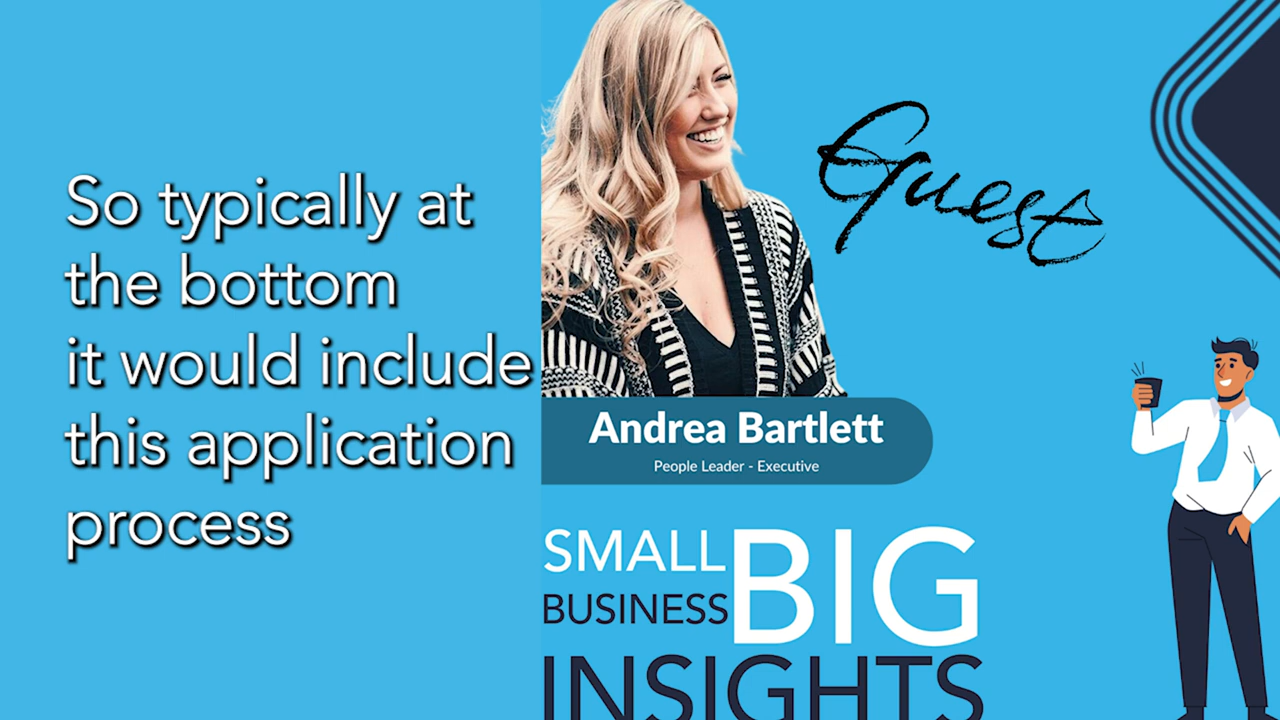 So typically at
the bottom
it would include
this application
process
Guest
Andrea Bartlett
People Leader - Executive
SMALL
BUSINESS
BIG
INSIGHTS